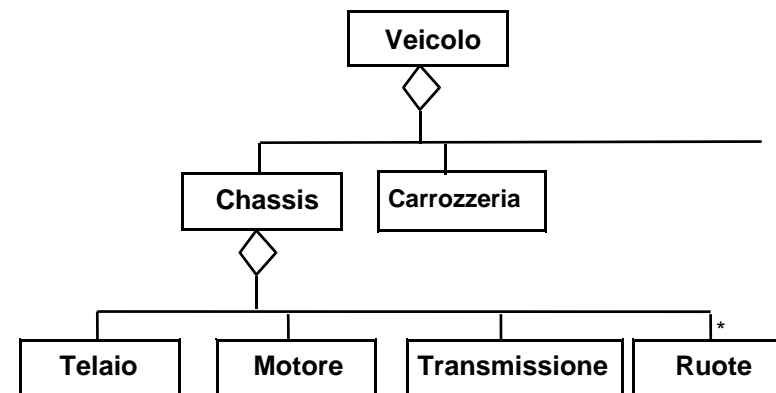 Veicolo
Chassis
Carrozzeria
*
Telaio
Motore
Transmissione
Ruote